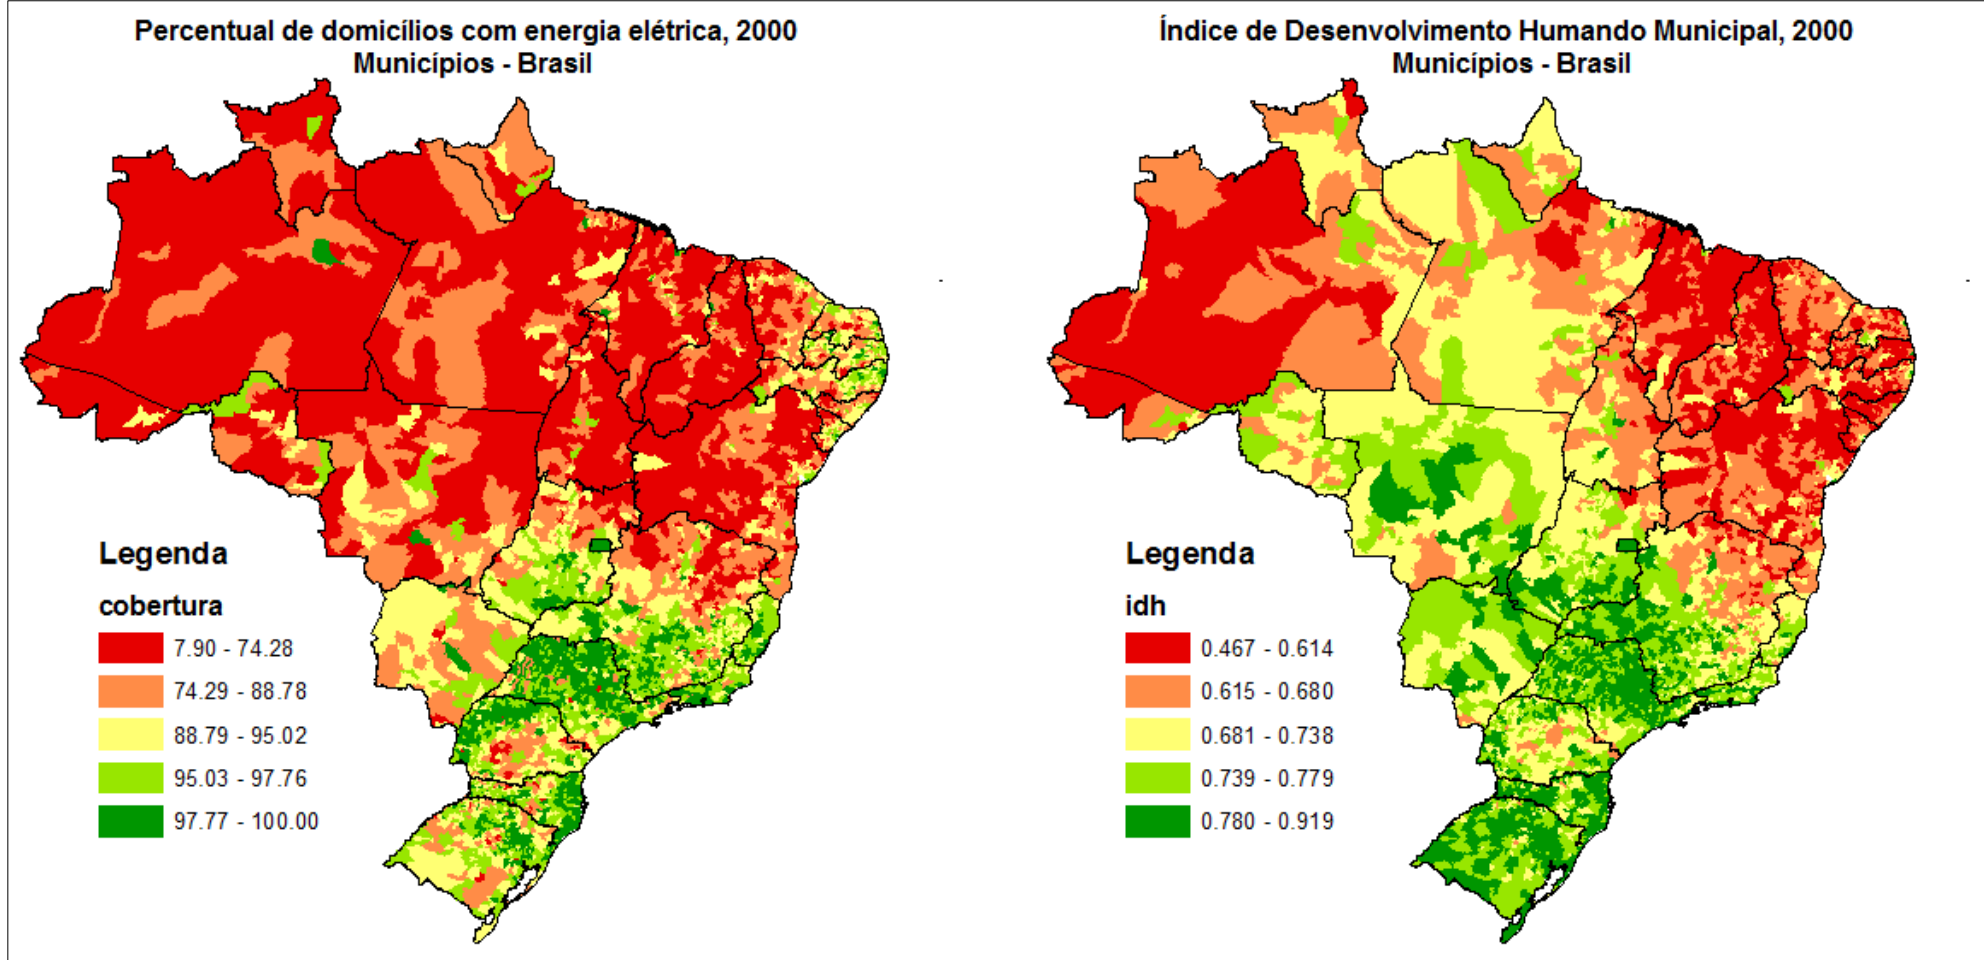 Percentual de domicílios com energia elétrica, 2000
Municípios - Brasil
Legenda
cobertura
7.90 - 74.28
74.29 - 88.78
88.79 - 95.02
95.03 - 97.76
97.77 - 100.00
Índice de Desenvolvimento Humando Municipal, 2000
Municípios - Brasil
Legenda
idh
0.467 - 0.614
0.615 - 0.680
0.681 - 0.738
0.739 - 0.779
0.780 - 0.919